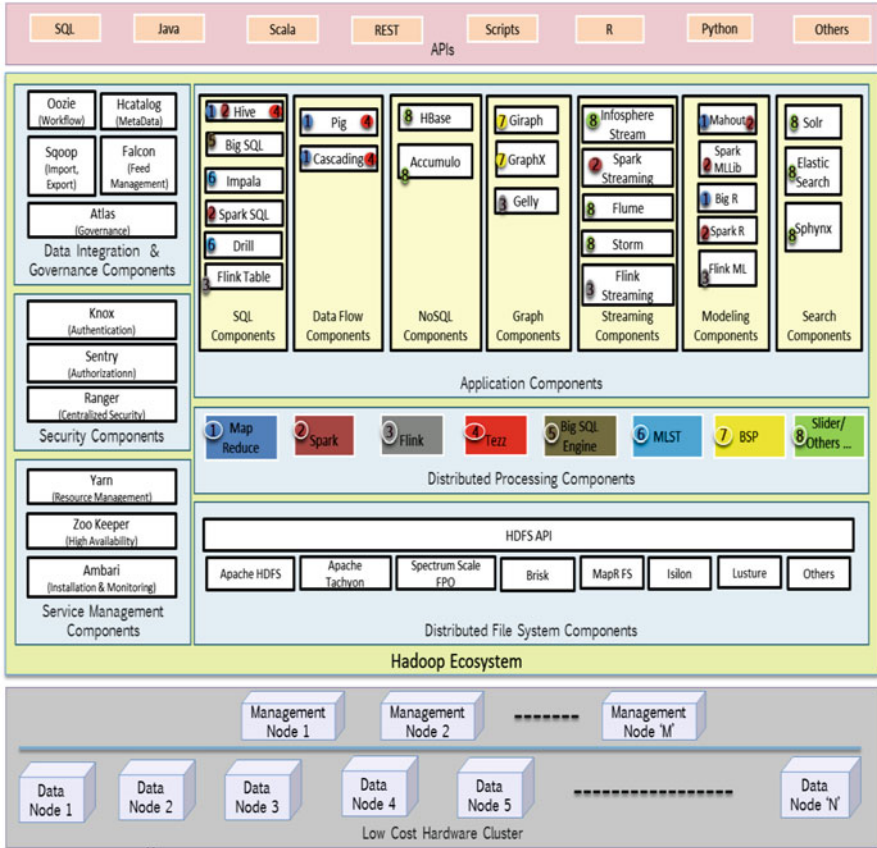 SQL
Java
Scala
REST
Scripts
R
Python
Others
APIs
Oozie
(Workflow)
Hcatalog
(MetaData)
Sqoop
(Import,
Export)
Falcon
(Feed
Management)
Atlas
(Governance)
Data Integration &
Governance Components
Knox
(Authentication)
Sentry
(Authorizationn)
Ranger
(Centralized Security)
Security Components
Yarn
(Resource Management)
Zoo Keeper
(High Availability)
Ambari
(Installation & Monitoring)
Service Management
Components
1 2 Hive 4
5 Big SQL
6 Impala
2 Spark SQL
6 Drill
3 Flink Table
SQL
Components
1 Pig 4
1 Cascading 4
Data Flow
Components
8 HBase
8 Accumulo
NoSQL
Components
7 Giraph
7 GraphX
3 Gelly
Graph
Components
8 Infosphere
Stream
2 Spark
Streaming
8 Flume
8 Storm
3 Flink
Streaming
Streaming
Components
1 Mahout 2
2 Spark
MLLib
1 Big R
2 Spark R
3 Flink ML
Modeling
Components
8 Solr
8 Elastic
Search
8 Sphynx
Search
Components
Application Components
1 Map
Reduce
2 Spark
3 Flink
4 Tezz
5 Big SQL
Engine
6 MLST
7 BSP
8 Slider/
Others ...
Distributed Processing Components
HDFS API
Apache HDFS
Apache
Tachyon
Spectrum Scale
FPO
Brisk
MapR FS
Isilon
Lusture
Others
Distributed File System Components
Hadoop Ecosystem
Management
Node 1
Management
Node 2
Management
Node 'M'
Data
Node 1
Data
Node 2
Data
Node 3
Data
Node 4
Data
Node 5
Data
Node 'N'
Low Cost Hardware Cluster